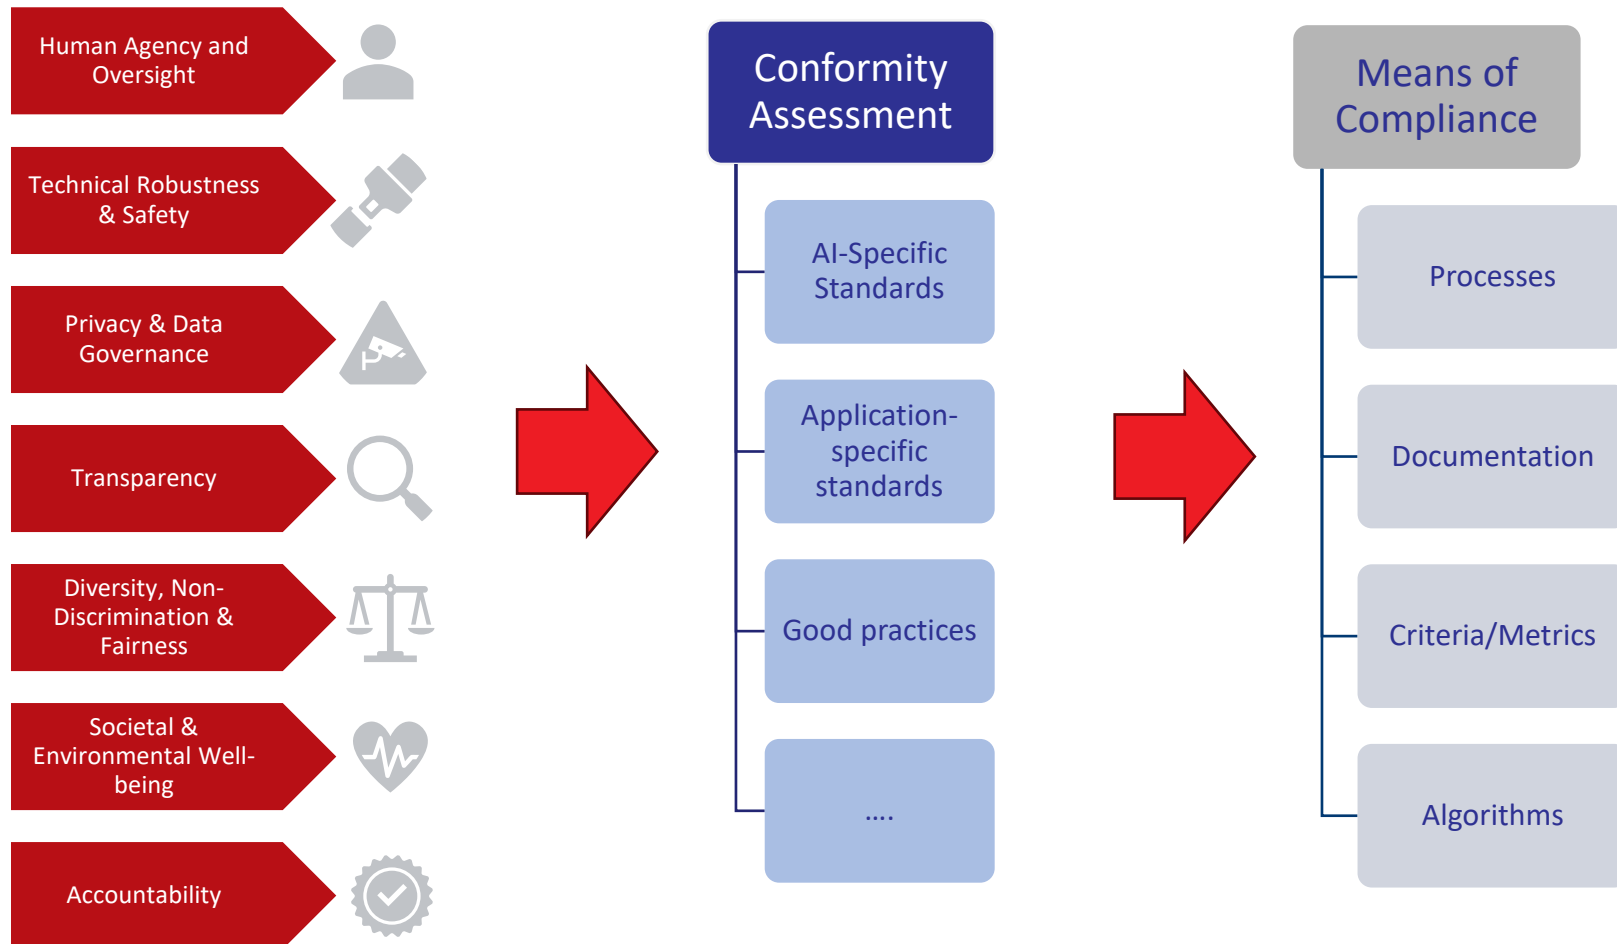 Human Agency and
Oversight
Technical Robustness
& Safety
Privacy & Data
Governance
Transparency
Diversity, Non-
Discrimination &
Fairness
Societal &
Environmental Well-
being
Accountability
Conformity
Assessment
AI-Specific
Standards
Application-
specific
standards
Good practices
....
Means of
Compliance
Processes
Documentation
Criteria/Metrics
Algorithms